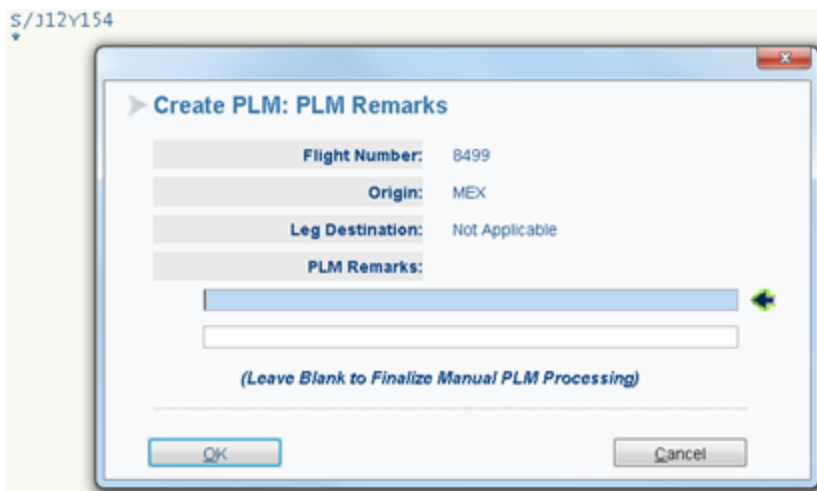 S/J12Y154
Create PLM: PLM Remarks
Flight Number: 8499
Origin: MEX
Leg Destination: Not Applicable
PLM Remarks:
(Leave Blank to Finalize Manual PLM Processing)
OK Cancel